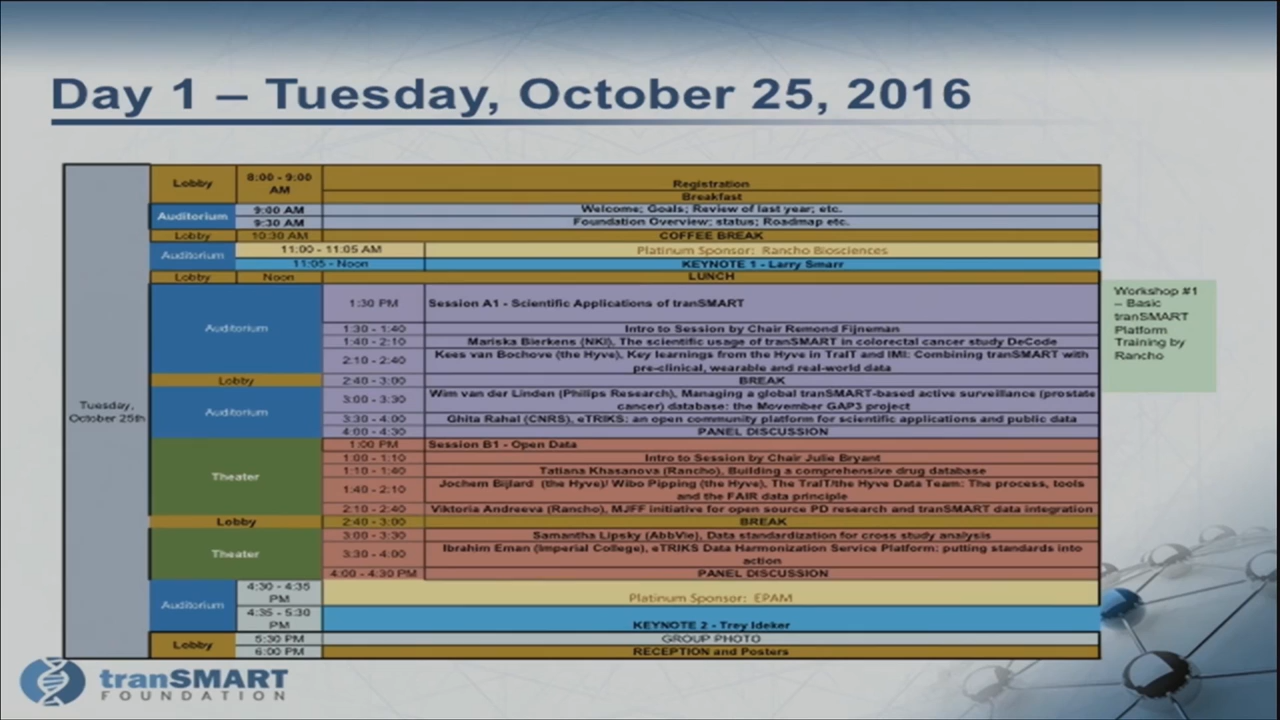 Day 1 – Tuesday, October 25, 2016
Tuesday,
October 25th
Lobby
8:00 - 9:00
AM
Registration
Breakfast
Auditorium
9:00 AM
Welcome; Goals; Review of last year; etc.
9:30 AM
Foundation Overview; status; Roadmap etc.
Lobby
10:30 AM
COFFEE BREAK
Auditorium
11:00 - 11:05 AM
Platinum Sponsor: Rancho Biosciences
11:05 - Noon
KEYNOTE 1 - Larry Smarr
Lobby
Noon
LUNCH
Auditorium
1:30 PM
Session A1 - Scientific Applications of tranSMART
1:30 - 1:40
Intro to Session by Chair Remond Fijneman
1:40 - 2:10
Mariska Bierkens (NKI), The scientific usage of tranSMART in colorectal cancer study DeCode
2:10 - 2:40
Kees van Bochove (the Hyve), Key learnings from the Hyve in TraIT and IMI: Combining tranSMART with
pre-clinical, wearable and real-world data
Lobby
2:40 - 3:00
BREAK
Auditorium
3:00 - 3:30
Wim van der Linden (Philips Research), Managing a global tranSMART-based active surveillance (prostate
cancer) database: the Movember GAP3 project
3:30 - 4:00
Ghita Rahal (CNRS), eTRIKS: an open community platform for scientific applications and public data
4:00 - 4:30
PANEL DISCUSSION
Theater
1:00 PM
Session B1 - Open Data
1:00 - 1:10
Intro to Session by Chair Julie Bryant
1:10 - 1:40
Tatiana Khasanova (Rancho), Building a comprehensive drug database
1:40 - 2:10
Jochem Bijlard (the Hyve)/ Wibo Pipping (the Hyve), The TraIT/the Hyve Data Team: The process, tools
and the FAIR data principle
2:10 - 2:40
Viktoria Andreeva (Rancho), MJFF initiative for open source PD research and tranSMART data integration
Lobby
2:40 - 3:00
BREAK
Theater
3:00 - 3:30
Samantha Lipsky (AbbVie), Data standardization for cross study analysis
3:30 - 4:00
Ibrahim Eman (Imperial College), eTRIKS Data Harmonization Service Platform: putting standards into
action
4:00 - 4:30 PM
PANEL DISCUSSION
Auditorium
4:30 - 4:35
PM
Platinum Sponsor: EPAM
4:35 - 5:30
PM
KEYNOTE 2 - Trey Ideker
Lobby
5:30 PM
GROUP PHOTO
6:00 PM
RECEPTION and Posters
Workshop #1
– Basic
tranSMART
Platform
Training by
Rancho
tranSMART
FOUNDATION